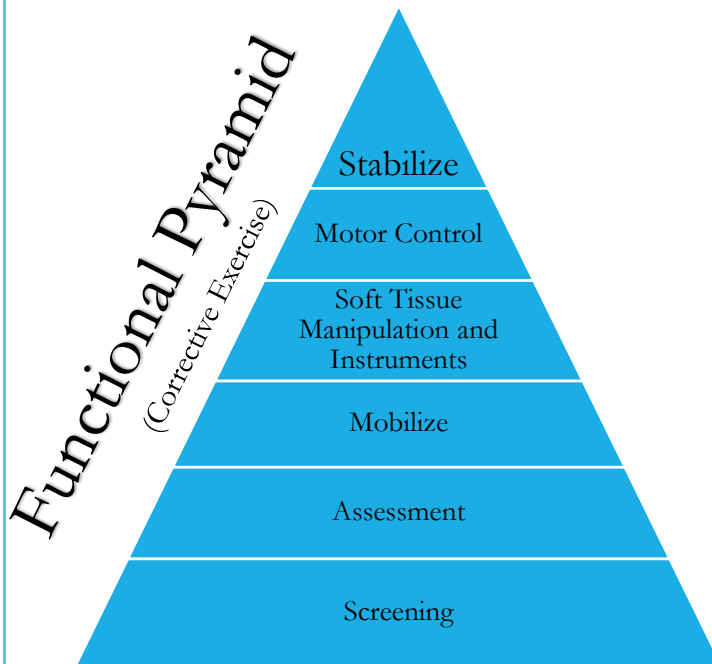 Functional Pyramid
(Corrective Exercise)
Stabilize
Motor Control
Soft Tissue
Manipulation and
Instruments
Mobilize
Assessment
Screening